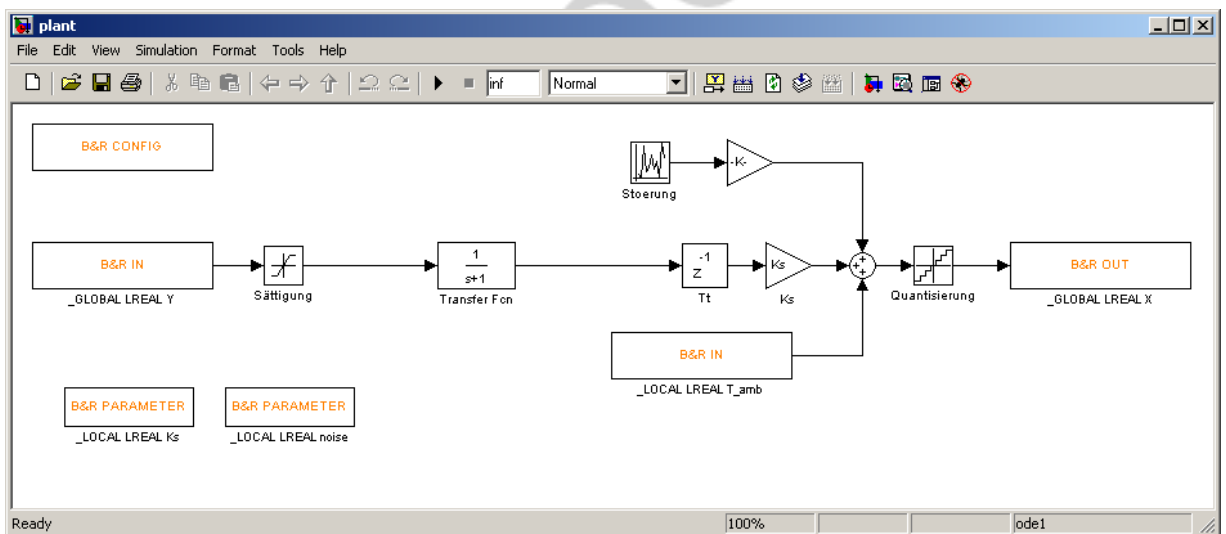 plant
File Edit View Simulation Format Tools Help
inf
Normal
B&R CONFIG
Stoerung
-K-
B&R IN
_GLOBAL LREAL Y
Sättigung
1
s+1
Transfer Fcn
-1
Z
Tt
Ks
Ks
Quantisierung
B&R OUT
_GLOBAL LREAL X
B&R IN
_LOCAL LREAL T_amb
B&R PARAMETER
_LOCAL LREAL Ks
B&R PARAMETER
_LOCAL LREAL noise
Ready
100%
ode1